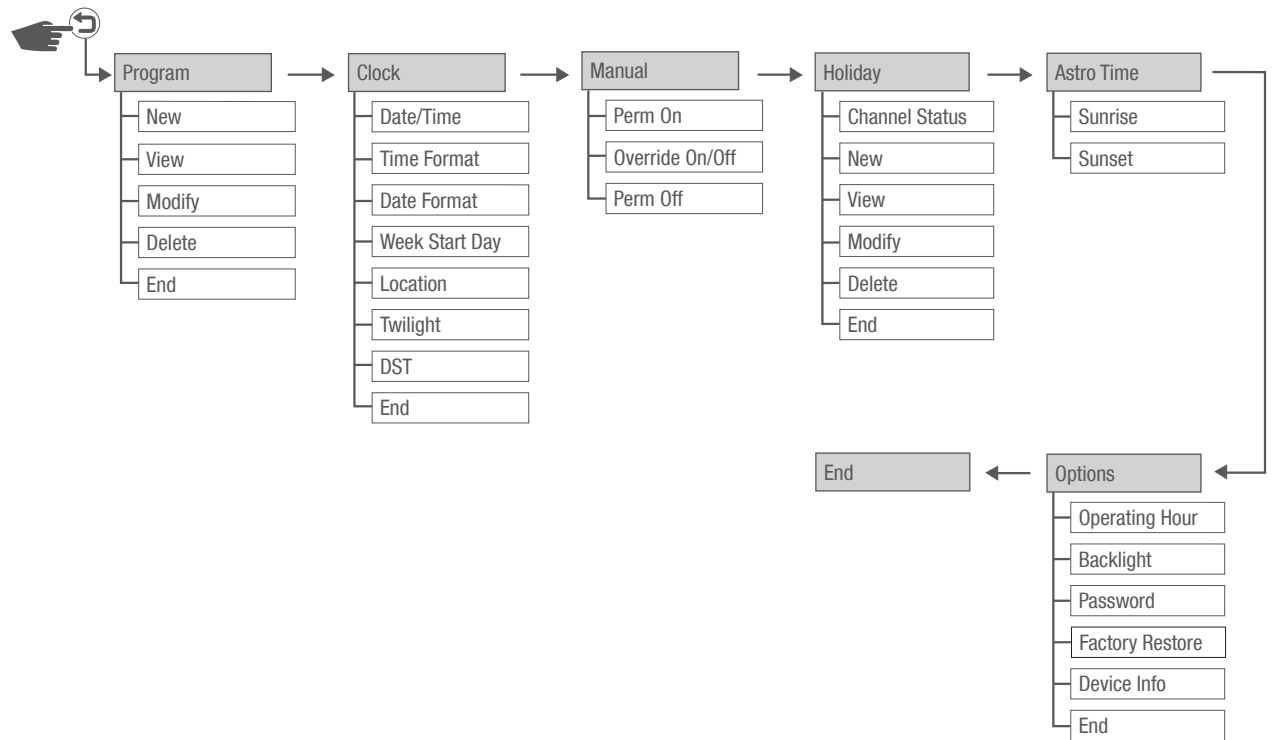 Program
New
View
Modify
Delete
End
Clock
Date/Time
Time Format
Date Format
Week Start Day
Location
Twilight
DST
End
Manual
Perm On
Override On/Off
Perm Off
Holiday
Channel Status
New
View
Modify
Delete
End
Astro Time
Sunrise
Sunset
Options
Operating Hour
Backlight
Password
Factory Restore
Device Info
End
End